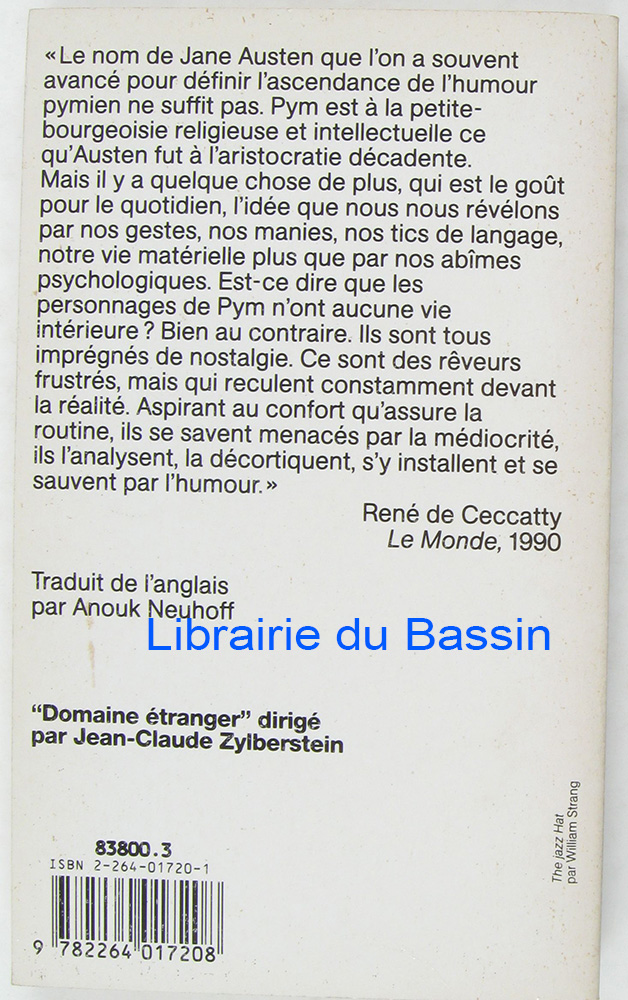 «Le nom de Jane Austen que l'on a souvent
avancé pour définir l'ascendance de l'humour
pymien ne suffit pas. Pym est à la petite-
bourgeoisie religieuse et intellectuelle ce
qu'Austen fut à l'aristocratie décadente.
Mais il y a quelque chose de plus, qui est le goût
pour le quotidien, l'idée que nous nous révélons
par nos gestes, nos manies, nos tics de langage,
notre vie matérielle plus que par nos abîmes
psychologiques. Est-ce dire que les
personnages de Pym n'ont aucune vie
intérieure ? Bien au contraire. Ils sont tous
imprégnés de nostalgie. Ce sont des rêveurs
frustrés, mais qui reculent constamment devant
la réalité. Aspirant au confort qu'assure la
routine, ils se savent menacés par la médiocrité,
ils l'analysent, la décortiquent, s'y installent et se
sauvent par l'humour.»
René de Ceccatty
Le Monde, 1990
Traduit de l'anglais
par Anouk Neuhoff
Librairie du Bassin
"Domaine étranger" dirigé
par Jean-Claude Zylberstein
The jazz Hat
par William Strang
83800.3
ISBN 2-264-01720-1
9 782264 017208